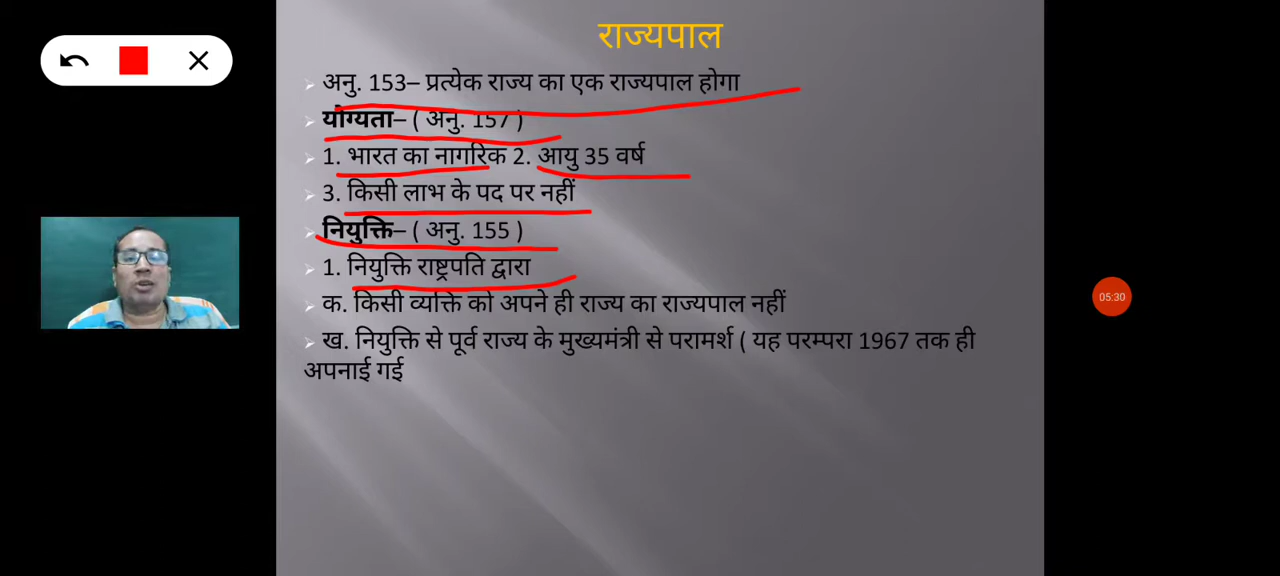 राज्यपाल
अनु. 153– प्रत्येक राज्य का एक राज्यपाल होगा
योग्यता– ( अनु. 157 )
1. भारत का नागरिक 2. आयु 35 वर्ष
3. किसी लाभ के पद पर नहीं
नियुक्ति– ( अनु. 155 )
1. नियुक्ति राष्ट्रपति द्वारा
क. किसी व्यक्ति को अपने ही राज्य का राज्यपाल नहीं
ख. नियुक्ति से पूर्व राज्य के मुख्यमंत्री से परामर्श ( यह परम्परा 1967 तक ही
अपनाई गई
05:30